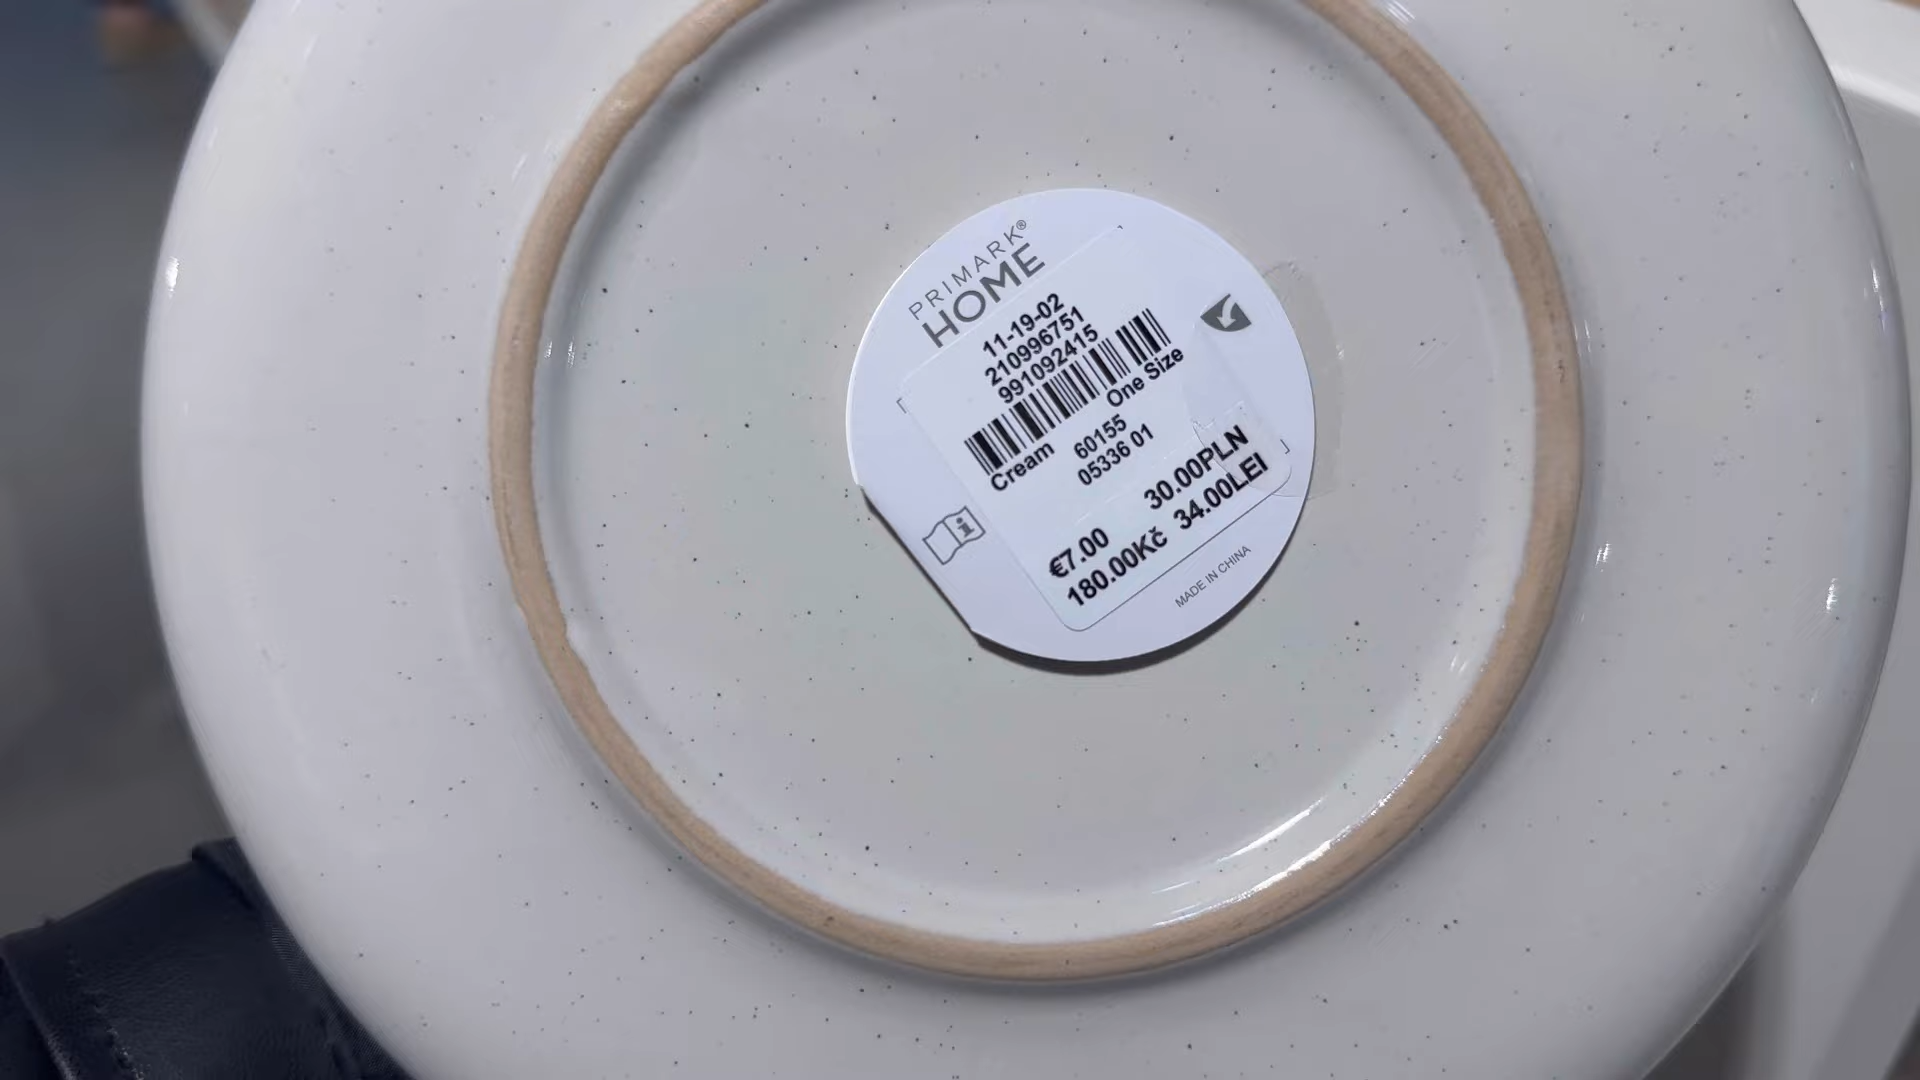 PRIMARK®
HOME
11-19-02
210996751
991092415
Cream One Size
60155
05336 01
€7.00 30.00PLN
180.00Kč 34.00LEI
MADE IN CHINA